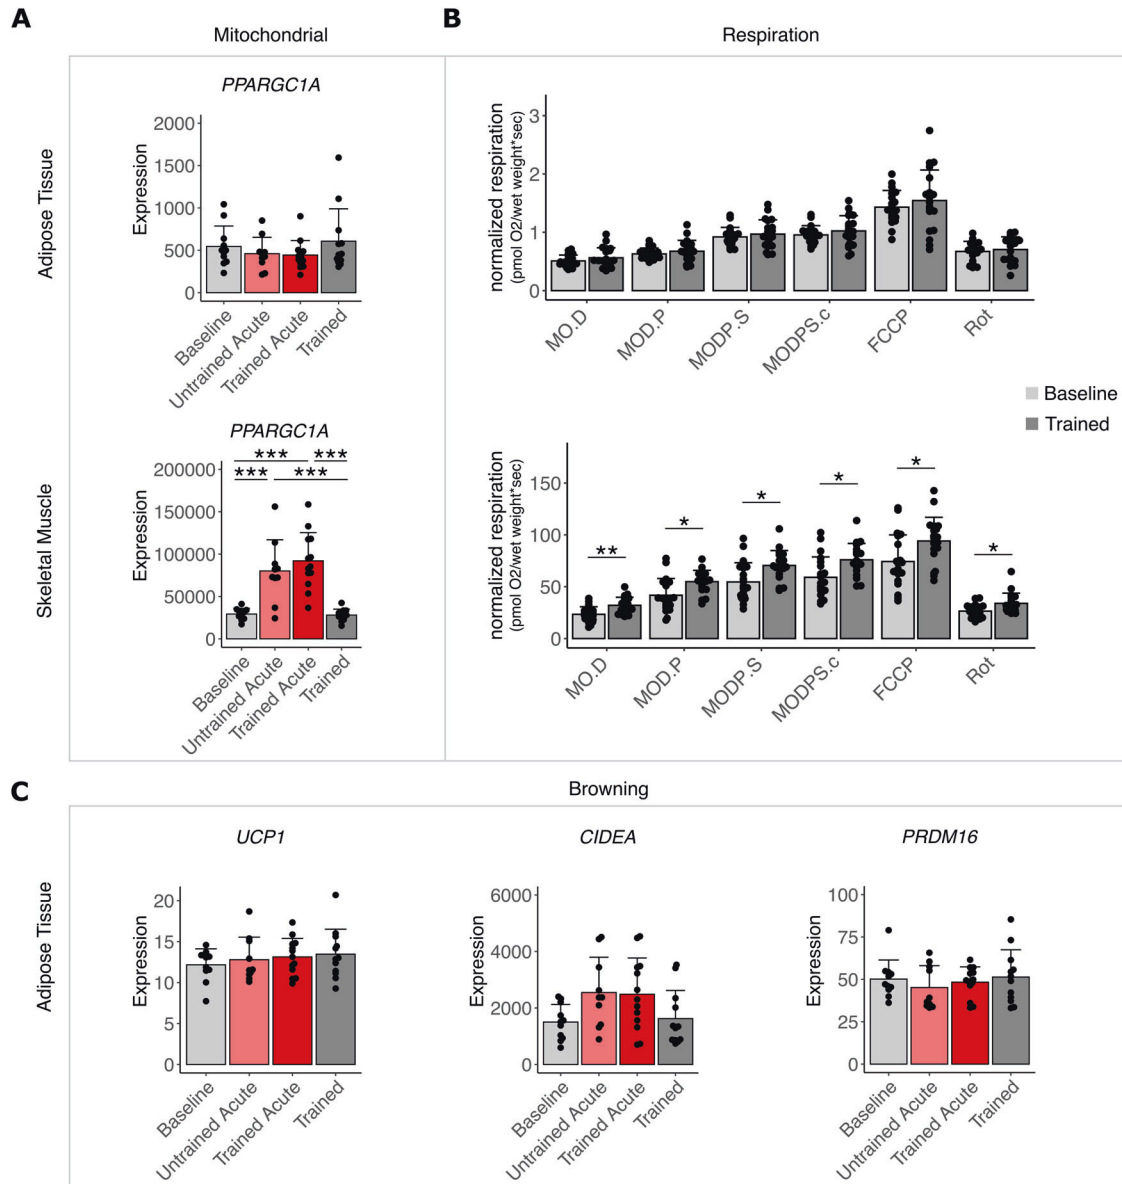 A
Mitochondrial
Adipose Tissue
PPARGC1A
Expression
2000
1500
1000
500
0
Baseline
Untrained Acute
Trained Acute
Trained
Skeletal Muscle
PPARGC1A
*** ***
*** ***
Expression
200000
150000
100000
50000
0
Baseline
Untrained Acute
Trained Acute
Trained
B
Respiration
normalized respiration
(pmol O2/wet weight*sec)
3
2
1
0
MO.D
MOD.P
MODP.S
MODPS.c
FCCP
Rot
Baseline
Trained
normalized respiration
(pmol O2/wet weight*sec)
150
100
50
0
**
*
*
*
*
*
MO.D
MOD.P
MODP.S
MODPS.c
FCCP
Rot
C
Browning
Adipose Tissue
UCP1
Expression
20
15
10
5
0
Baseline
Untrained Acute
Trained Acute
Trained
CIDEA
Expression
6000
4000
2000
0
Baseline
Untrained Acute
Trained Acute
Trained
PRDM16
Expression
100
75
50
25
0
Baseline
Untrained Acute
Trained Acute
Trained